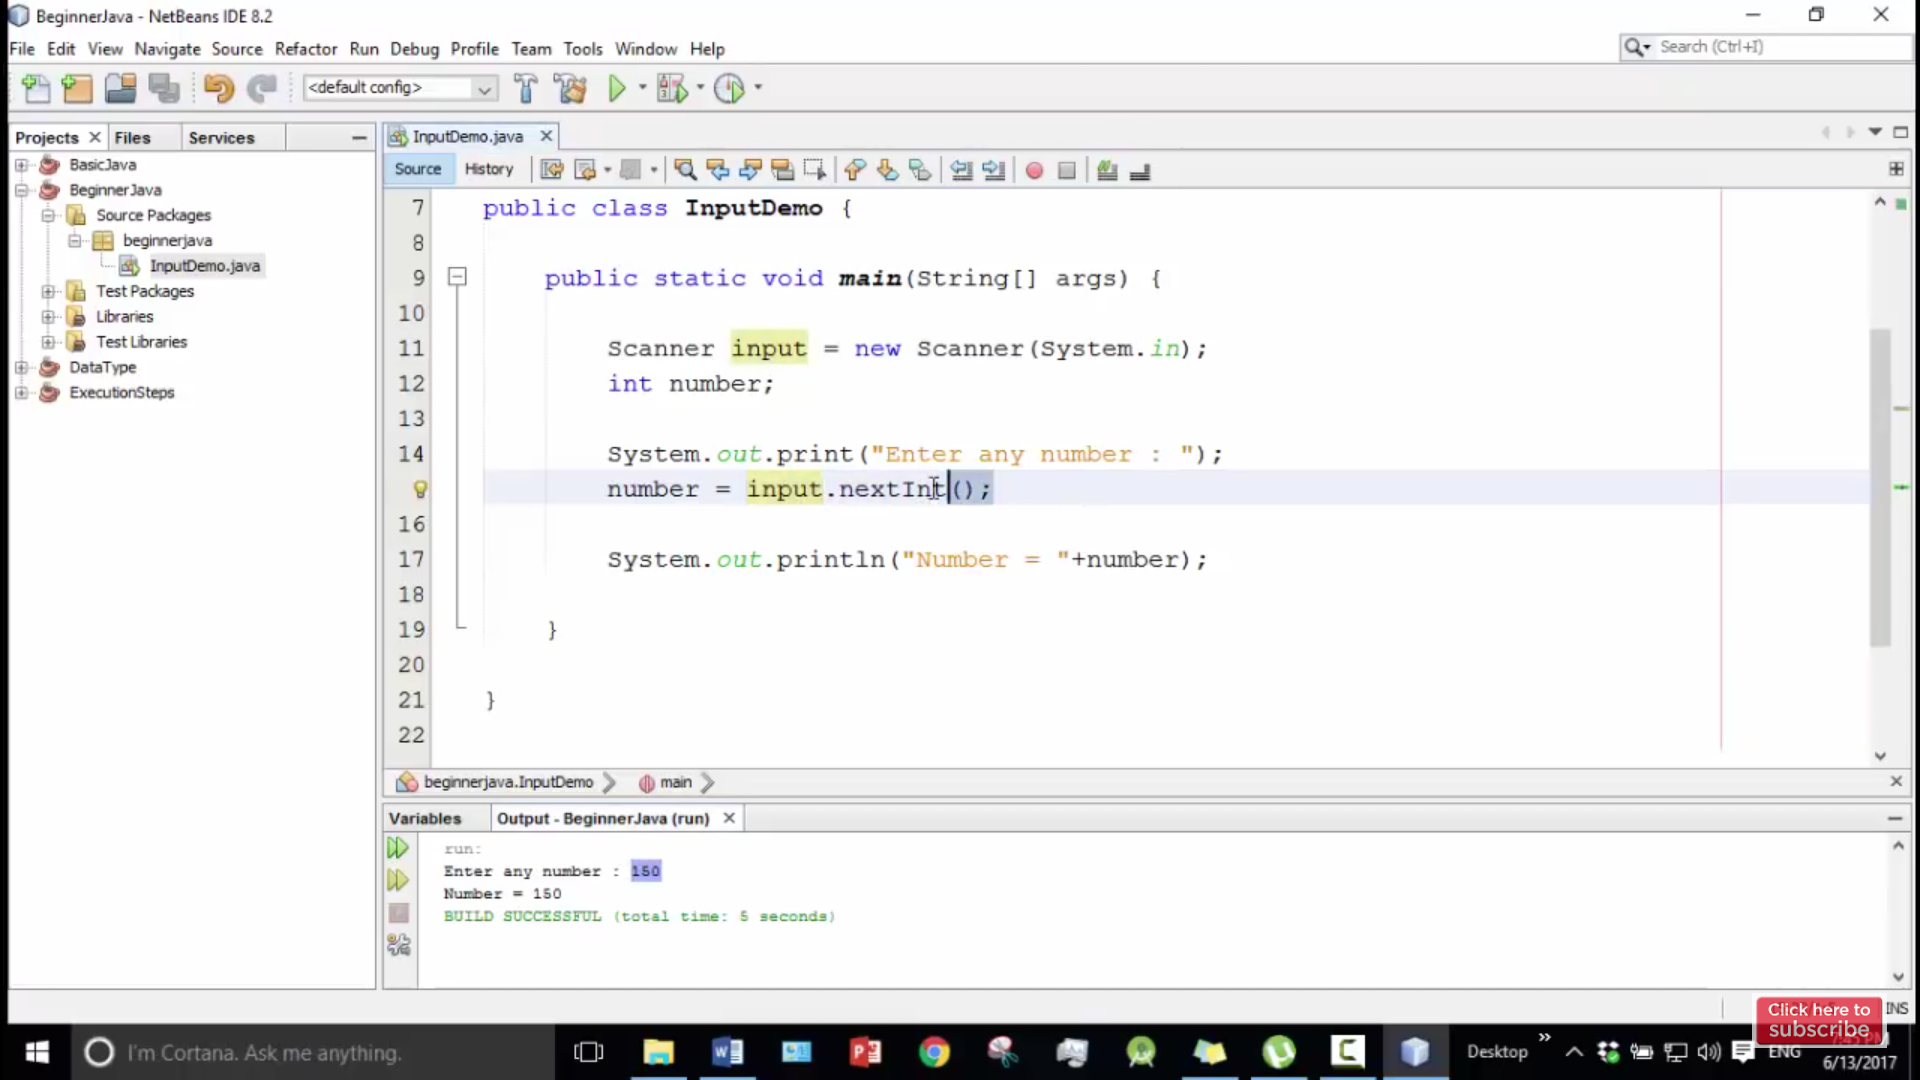 BeginnerJava - NetBeans IDE 8.2
File Edit View Navigate Source Refactor Run Debug Profile Team Tools Window Help
Search (Ctrl+I)
<default config>
Projects Files Services
BasicJava
BeginnerJava
Source Packages
beginnerjava
InputDemo.java
Test Packages
Libraries
Test Libraries
DataType
ExecutionSteps
InputDemo.java
Source History
7 public class InputDemo {
8
9 public static void main(String[] args) {
10
11 Scanner input = new Scanner(System.in);
12 int number;
13
14 System.out.print("Enter any number : ");
number = input.nextInt();
16
17 System.out.println("Number = "+number);
18
19 }
20
21 }
22
beginnerjava.InputDemo main
Variables Output - BeginnerJava (run)
run:
Enter any number : 150
Number = 150
BUILD SUCCESSFUL (total time: 5 seconds)
INS
Click here to
subscribe
I'm Cortana. Ask me anything.
Desktop
ENG
6/13/2017